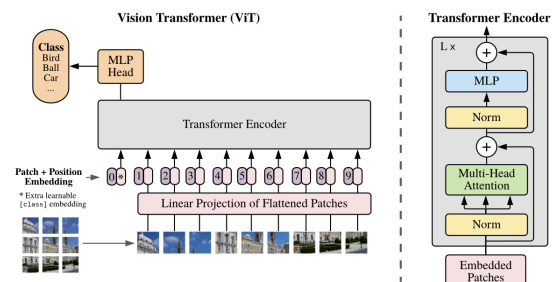 Vision Transformer (ViT)
Transformer Encoder
Class
Bird
Ball
Car
...
MLP
Head
Transformer Encoder
Patch + Position
Embedding
0 * 1 2 3 4 5 6 7 8 9
* Extra learnable
[class] embedding
Linear Projection of Flattened Patches
L ×
+
MLP
Norm
+
Multi-Head
Attention
Norm
Embedded
Patches